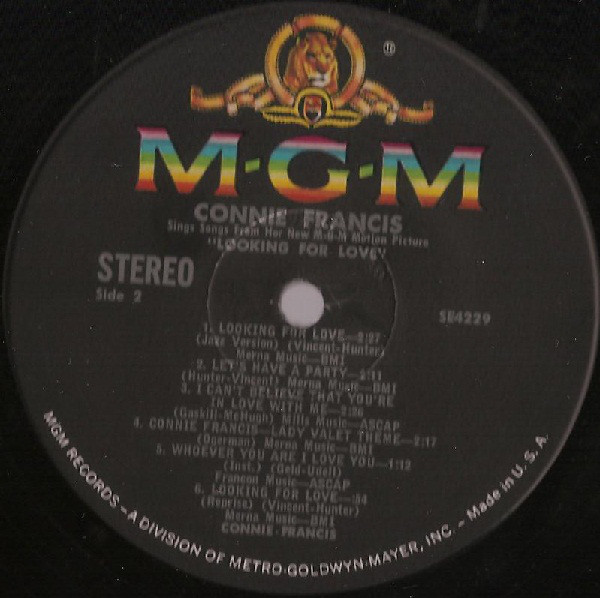 M-G-M
CONNIE FRANCIS
Sings Songs from Her New M-G-M Motion Picture
"LOOKING FOR LOVE"
STEREO
Side 2
SE4229
1. LOOKING FOR LOVE—2:27
(Jazz Version) (Vincent-Hunter)
Merna Music—BMI
2. LET'S HAVE A PARTY—2:11
(Hunter-Vincent) Merna Music—BMI
3. I CAN'T BELIEVE THAT YOU'RE
IN LOVE WITH ME—2:36
Music—ASCAP
4. CONNIE FRANCIS—LADY VALET THEME—2:17
Merna Music—BMI
5. WHOEVER YOU ARE I LOVE YOU—1:12
(Inst.) (Geld-Udell)
Francon Music—ASCAP
6. LOOKING FOR LOVE—:34
(Reprise) (Vincent-Hunter)
Merna Music—BMI
CONNIE FRANCIS
MGM RECORDS – A DIVISION OF METRO-GOLDWYN-MAYER, INC. – Made in U.S.A.